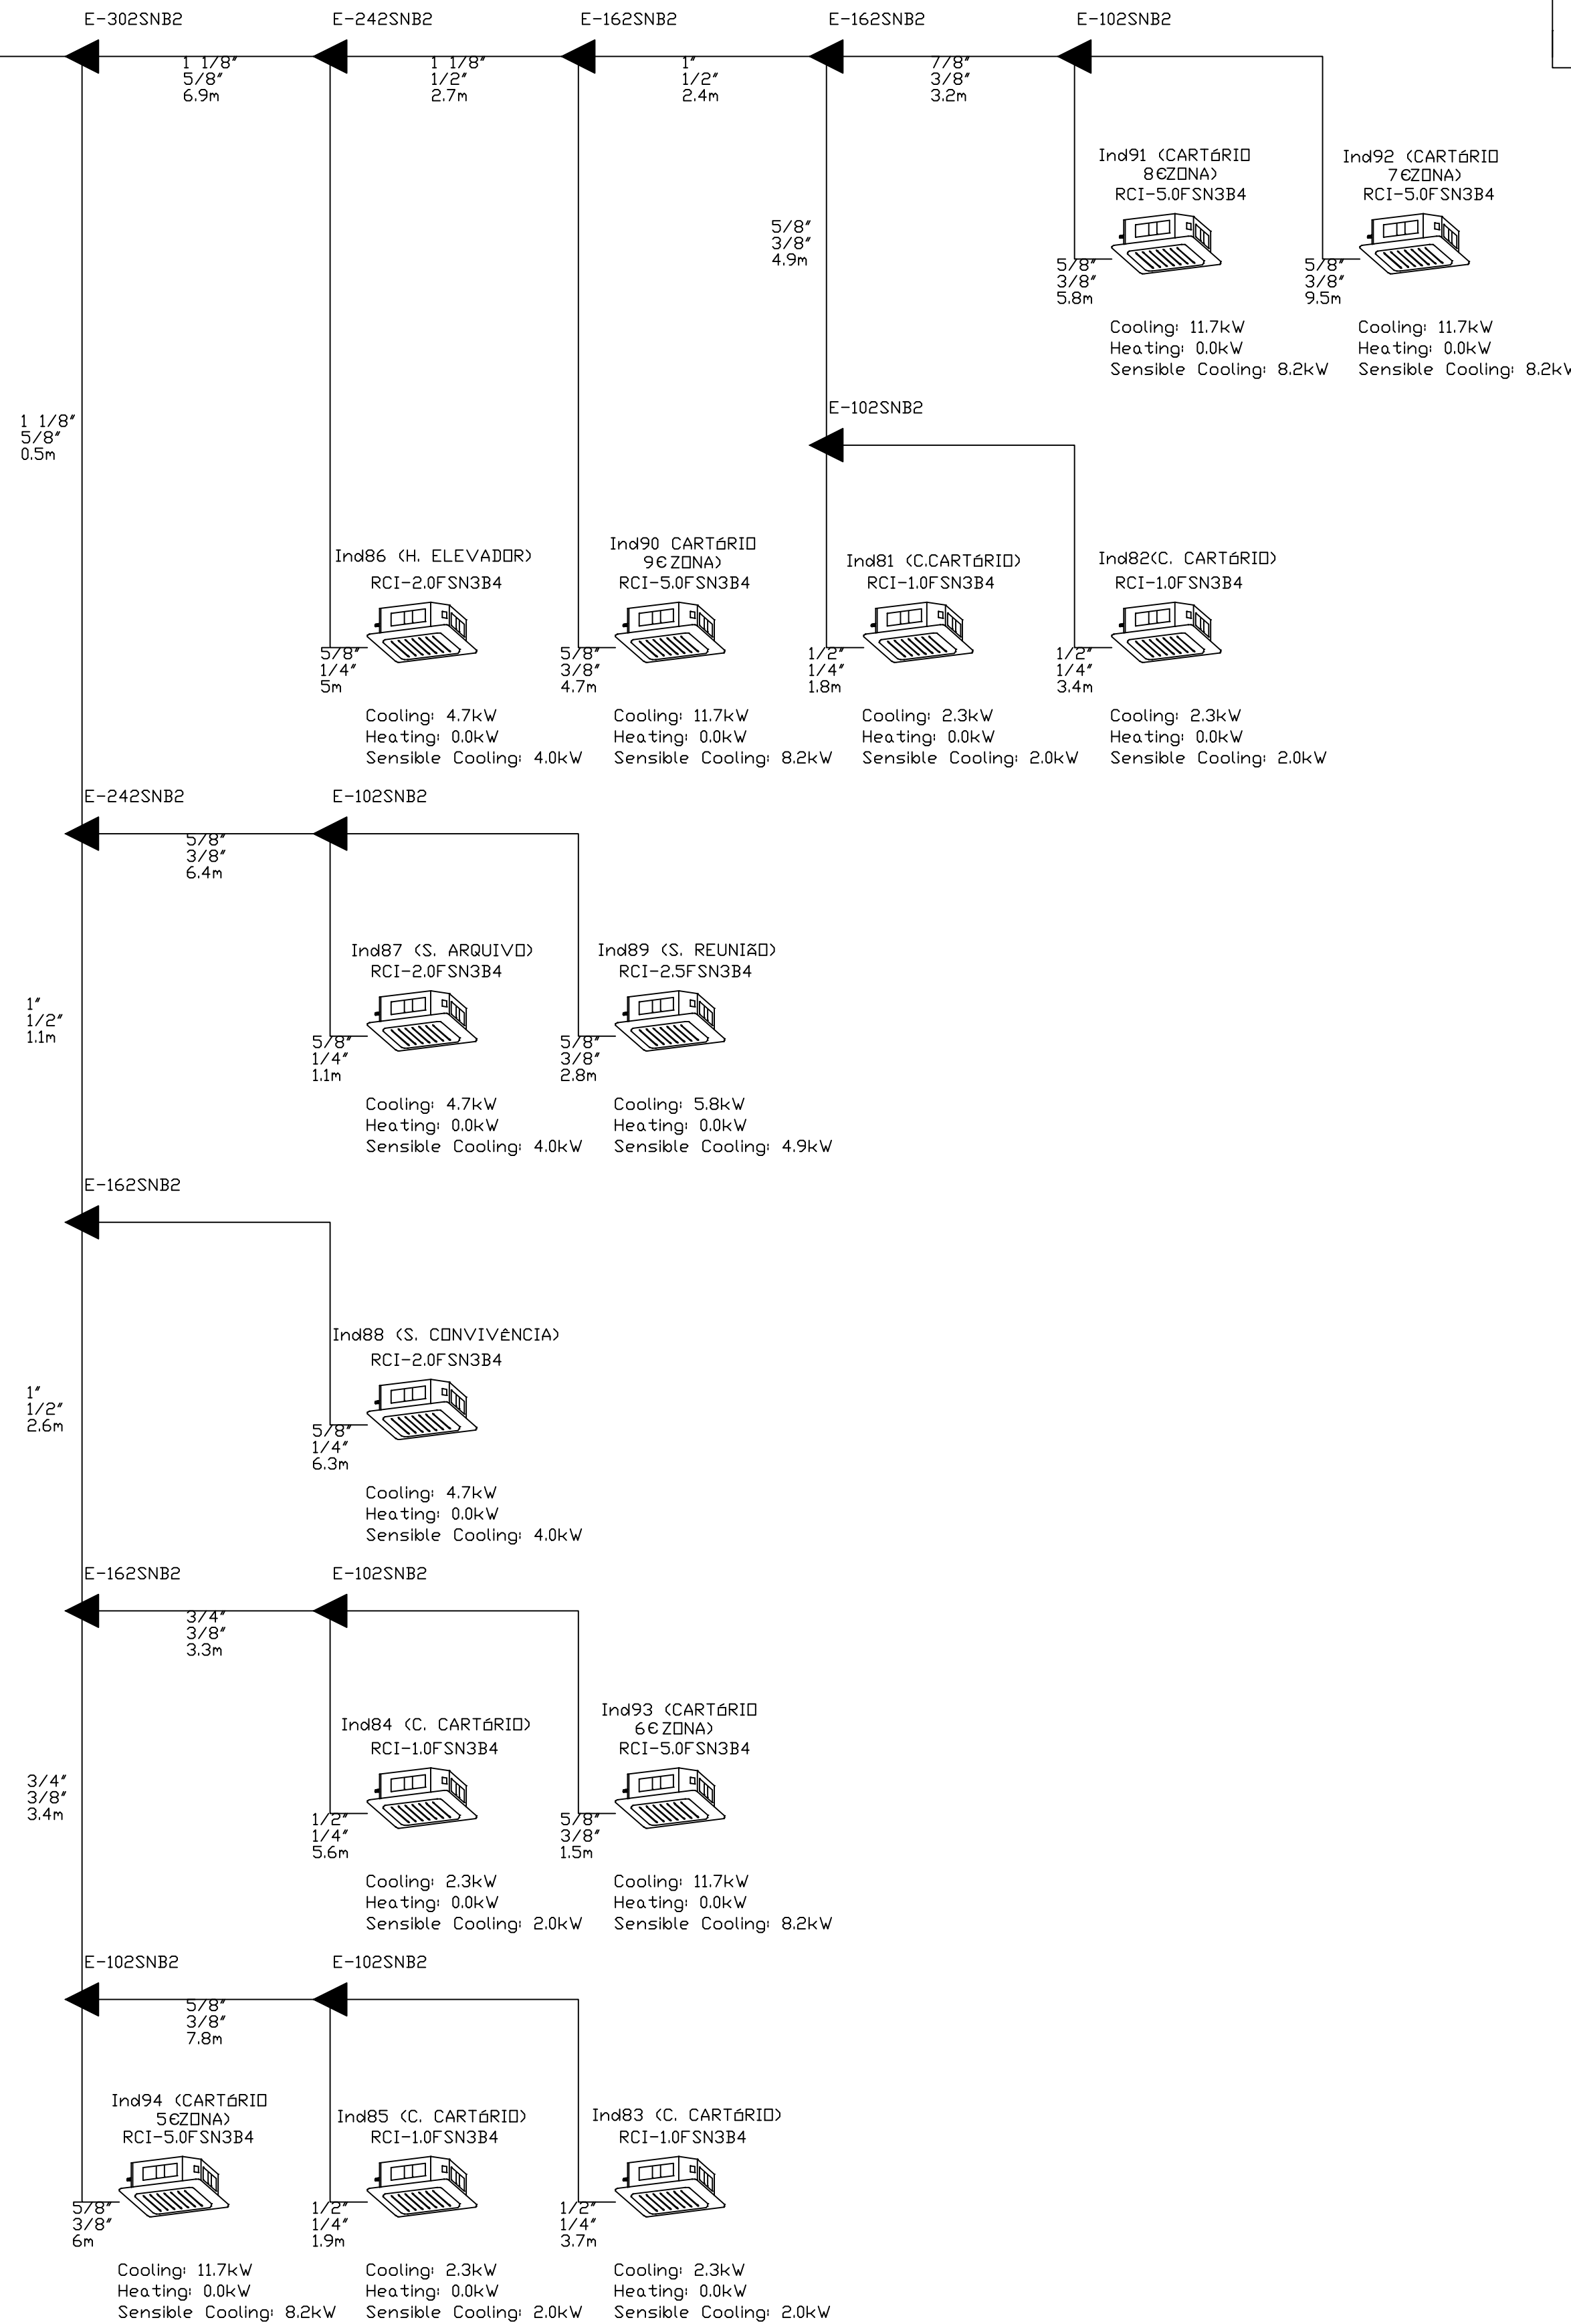 E-302SNB2
E-242SNB2
E-162SNB2
E-162SNB2
E-102SNB2
1 1/8"
5/8"
6.9m
1 1/8"
1/2"
2.7m
1"
1/2"
2.4m
7/8"
3/8"
3.2m
Ind91 (CARTóRIO
8€ZONA)
RCI-5.0FSN3B4
Ind92 (CARTóRIO
7€ZONA)
RCI-5.0FSN3B4
5/8"
3/8"
4.9m
5/8"
3/8"
5.8m
5/8"
3/8"
9.5m
Cooling: 11.7kW
Heating: 0.0kW
Sensible Cooling: 8.2kW
Cooling: 11.7kW
Heating: 0.0kW
Sensible Cooling: 8.2kW
E-102SNB2
1 1/8"
5/8"
0.5m
Ind86 (H. ELEVADOR)
RCI-2.0FSN3B4
Ind90 CARTóRIO
9€ZONA)
RCI-5.0FSN3B4
Ind81 (C.CARTóRIO)
RCI-1.0FSN3B4
Ind82(C. CARTóRIO)
RCI-1.0FSN3B4
5/8"
1/4"
5m
5/8"
3/8"
4.7m
1/2"
1/4"
1.8m
1/2"
1/4"
3.4m
Cooling: 4.7kW
Heating: 0.0kW
Sensible Cooling: 4.0kW
Cooling: 11.7kW
Heating: 0.0kW
Sensible Cooling: 8.2kW
Cooling: 2.3kW
Heating: 0.0kW
Sensible Cooling: 2.0kW
Cooling: 2.3kW
Heating: 0.0kW
Sensible Cooling: 2.0kW
E-242SNB2
E-102SNB2
5/8"
3/8"
6.4m
Ind87 (S. ARQUIVO)
RCI-2.0FSN3B4
Ind89 (S. REUNIÃO)
RCI-2.5FSN3B4
1"
1/2"
1.1m
5/8"
1/4"
1.1m
5/8"
3/8"
2.8m
Cooling: 4.7kW
Heating: 0.0kW
Sensible Cooling: 4.0kW
Cooling: 5.8kW
Heating: 0.0kW
Sensible Cooling: 4.9kW
E-162SNB2
Ind88 (S. CONVIVÊNCIA)
RCI-2.0FSN3B4
1"
1/2"
2.6m
5/8"
1/4"
6.3m
Cooling: 4.7kW
Heating: 0.0kW
Sensible Cooling: 4.0kW
E-162SNB2
E-102SNB2
3/4"
3/8"
3.3m
Ind84 (C. CARTóRIO)
RCI-1.0FSN3B4
Ind93 (CARTóRIO
6€ZONA)
RCI-5.0FSN3B4
3/4"
3/8"
3.4m
1/2"
1/4"
5.6m
5/8"
3/8"
1.5m
Cooling: 2.3kW
Heating: 0.0kW
Sensible Cooling: 2.0kW
Cooling: 11.7kW
Heating: 0.0kW
Sensible Cooling: 8.2kW
E-102SNB2
E-102SNB2
5/8"
3/8"
7.8m
Ind94 (CARTóRIO
5€ZONA)
RCI-5.0FSN3B4
Ind85 (C. CARTóRIO)
RCI-1.0FSN3B4
Ind83 (C. CARTóRIO)
RCI-1.0FSN3B4
5/8"
3/8"
6m
1/2"
1/4"
1.9m
1/2"
1/4"
3.7m
Cooling: 11.7kW
Heating: 0.0kW
Sensible Cooling: 8.2kW
Cooling: 2.3kW
Heating: 0.0kW
Sensible Cooling: 2.0kW
Cooling: 2.3kW
Heating: 0.0kW
Sensible Cooling: 2.0kW